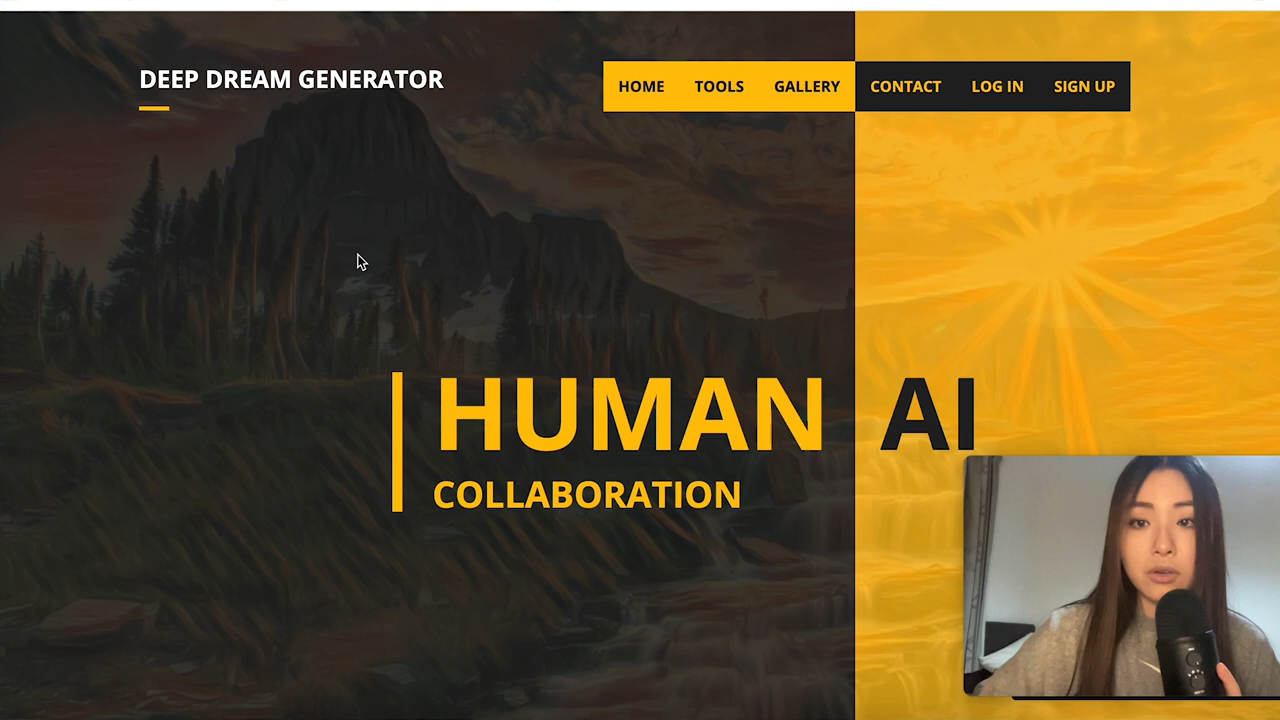 DEEP DREAM GENERATOR
HOME TOOLS GALLERY CONTACT LOG IN SIGN UP
HUMAN AI
COLLABORATION